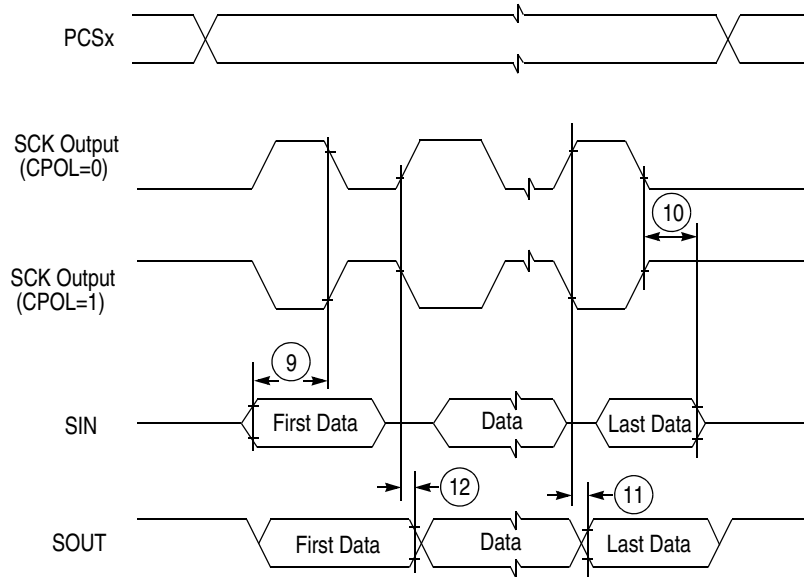 PCSx
SCK Output
(CPOL=0)
10
SCK Output
(CPOL=1)
9
SIN
First Data
Data
Last Data
12
11
SOUT
First Data
Data
Last Data